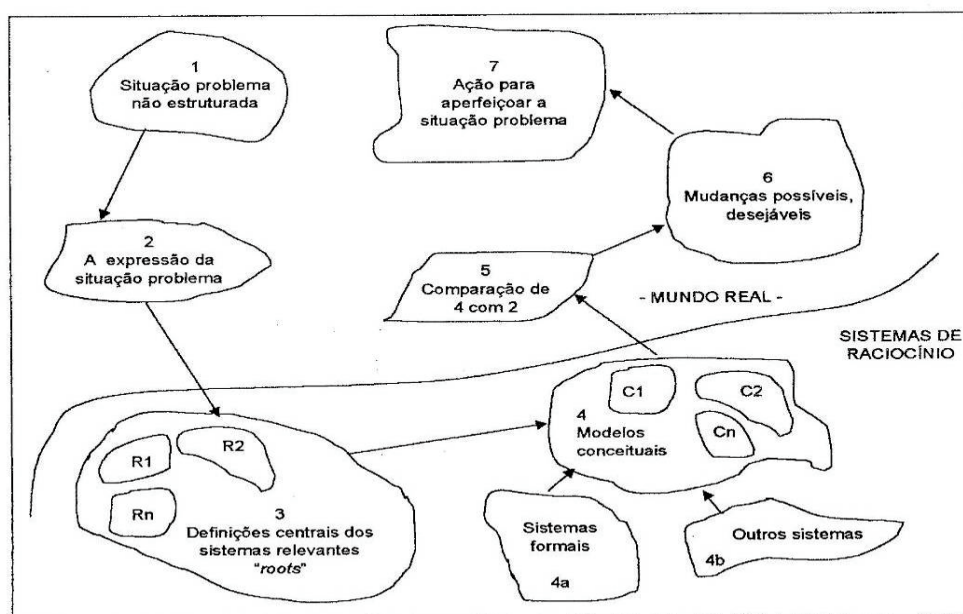 1
Situação problema
não estruturada
7
Ação para
aperfeiçoar a
situação problema
6
Mudanças possíveis,
desejáveis
2
A expressão da
situação problema
5
Comparação de
4 com 2
- MUNDO REAL -
SISTEMAS DE
RACIOCÍNIO
R1
R2
Rn
3
Definições centrais dos
sistemas relevantes
"roots"
C1
C2
Cn
4
Modelos
conceituais
Sistemas
formais
4a
Outros sistemas
4b